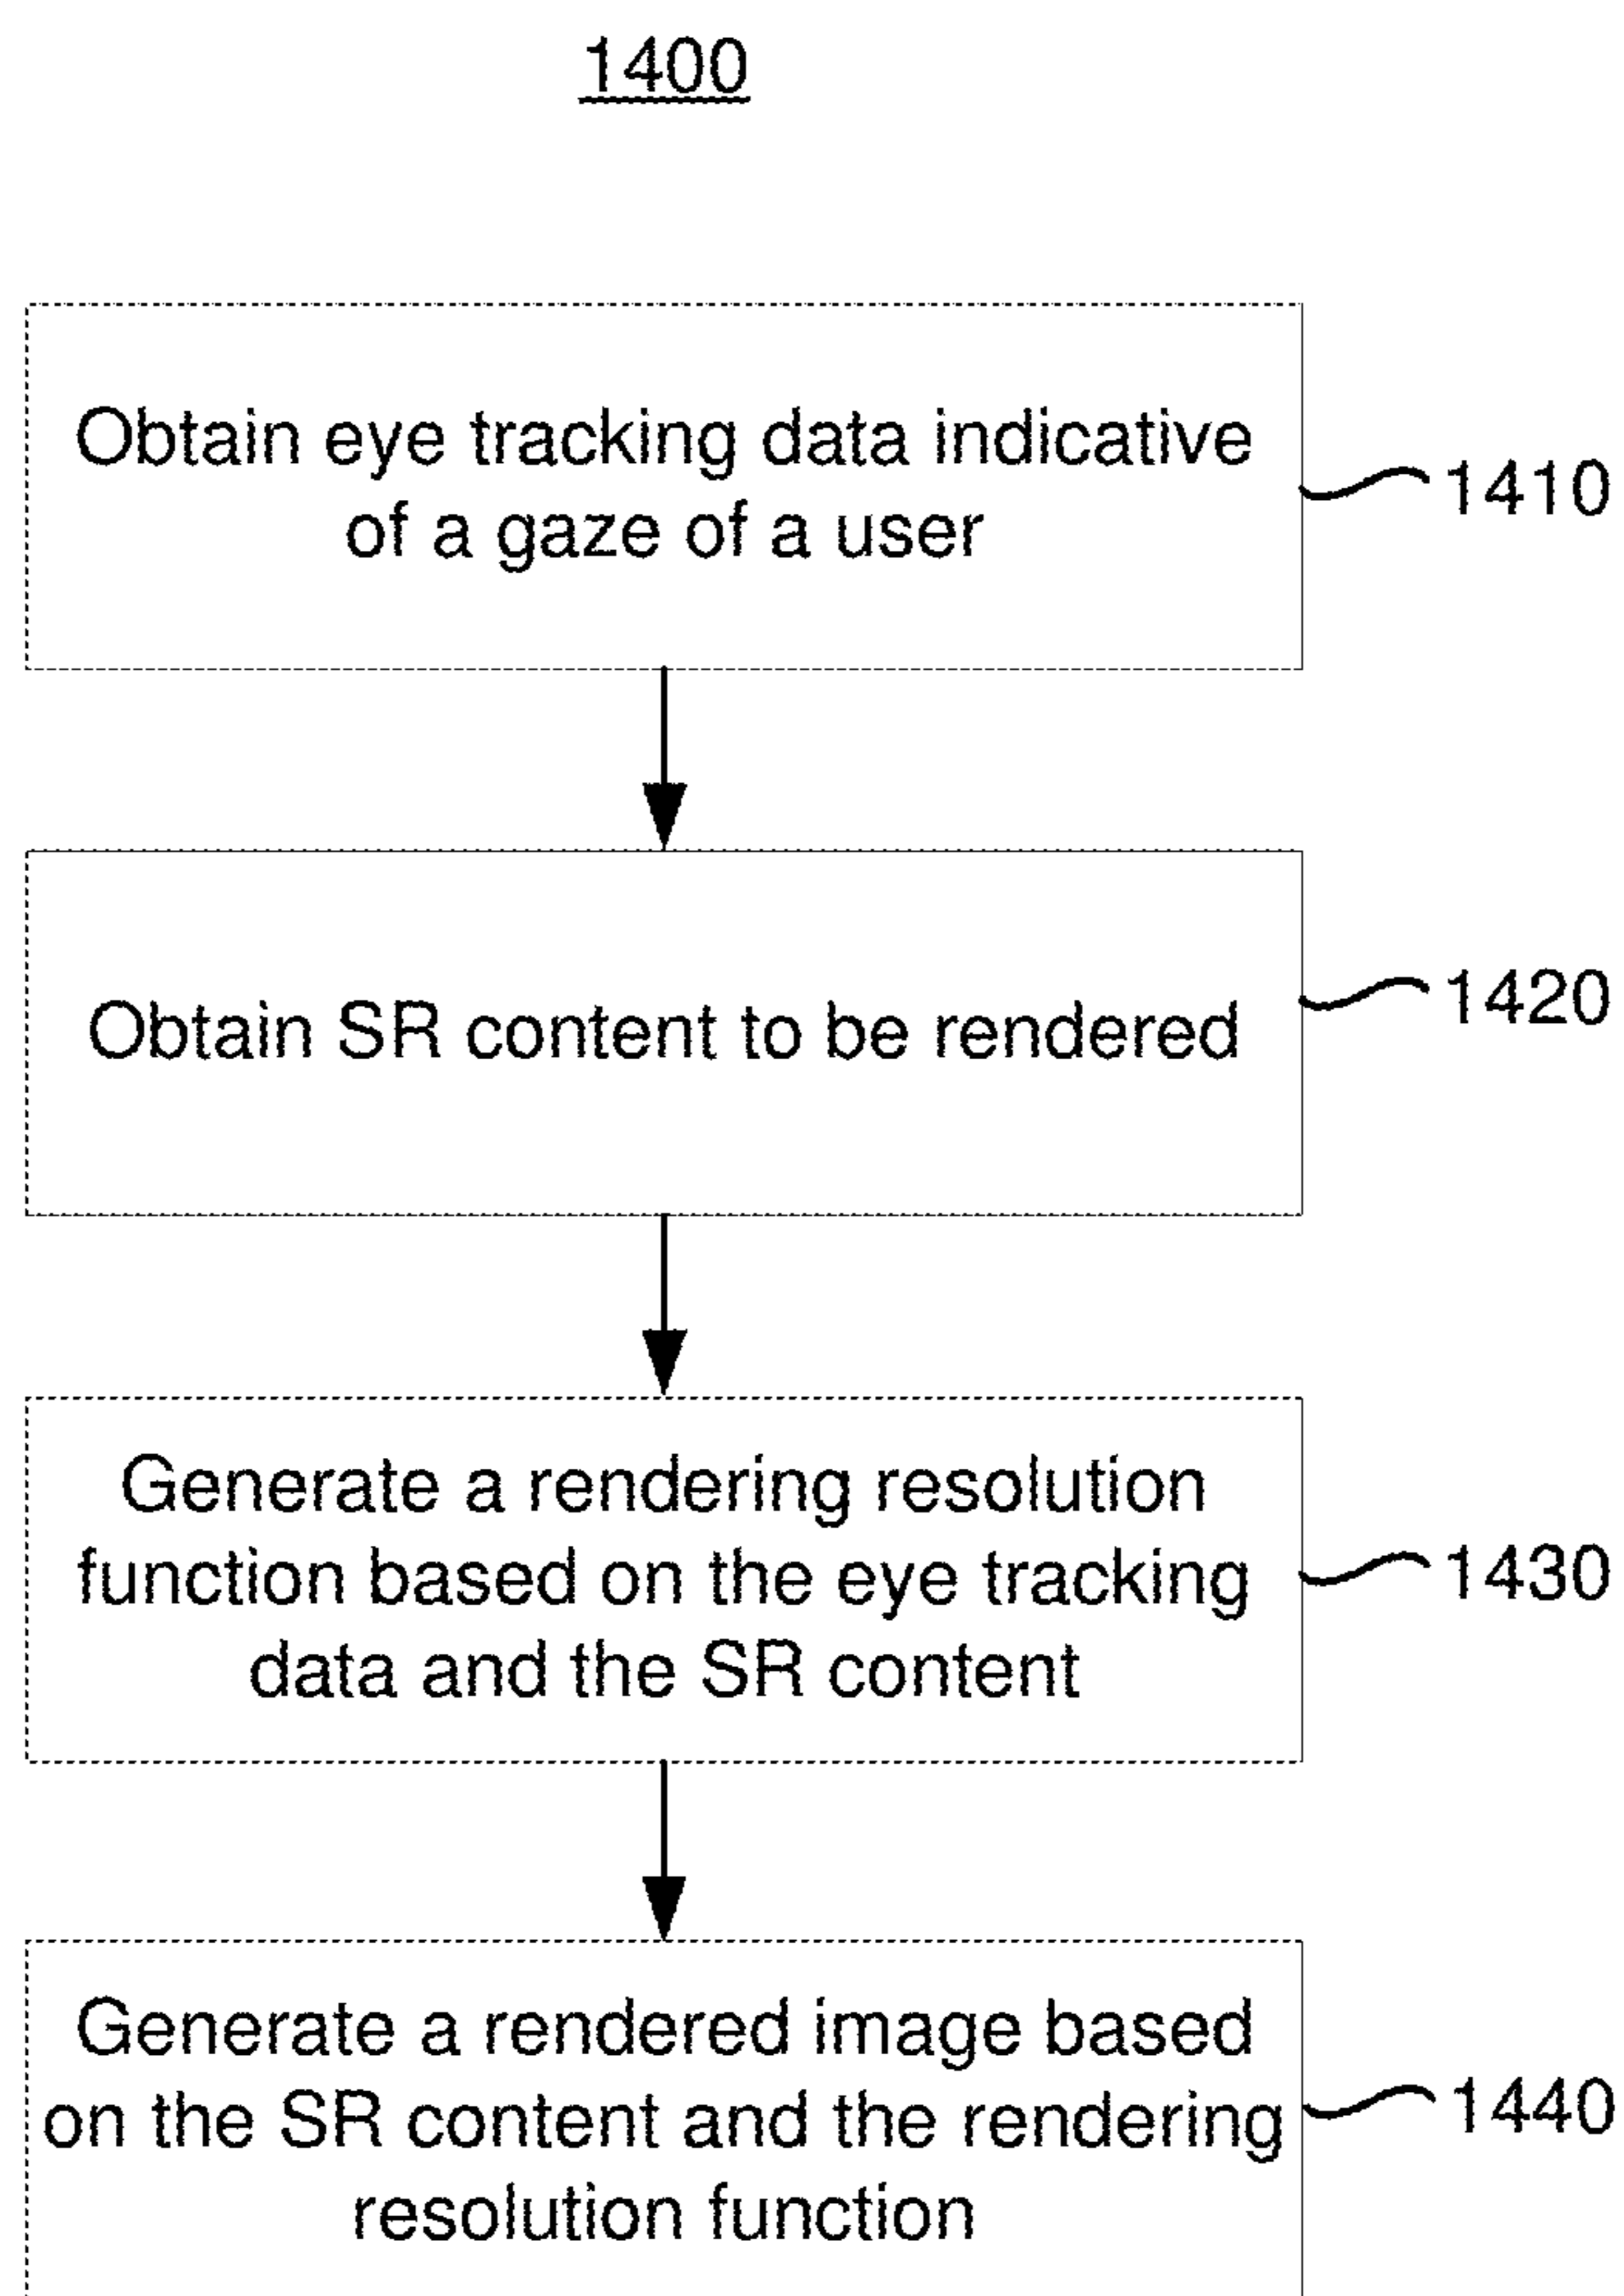 1400
Obtain eye tracking data indicative
of a gaze of a user
1410
Obtain SR content to be rendered
1420
Generate a rendering resolution
function based on the eye tracking
data and the SR content
1430
Generate a rendered image based
on the SR content and the rendering
resolution function
1440